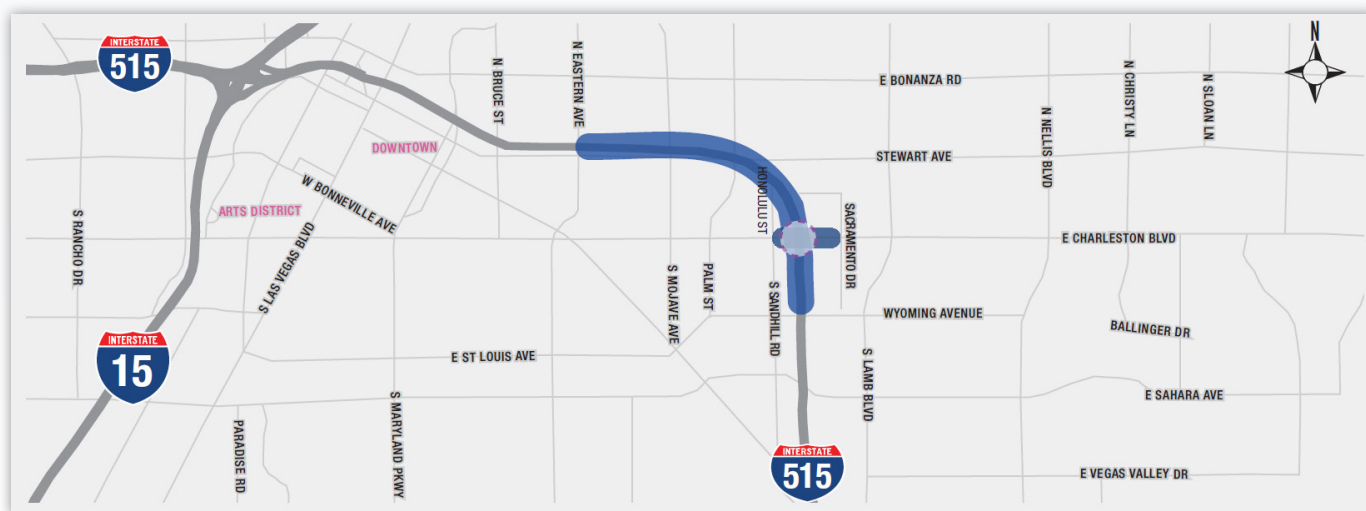 N
INTERSTATE
515
N BRUCE ST
N EASTERN AVE
E BONANZA RD
N CHRISTY LN
N SLOAN LN
N NELLIS BLVD
DOWNTOWN
STEWART AVE
HONOLULU ST
W BONNEVILLE AVE
ARTS DISTRICT
S RANCHO DR
S LAS VEGAS BLVD
SACRAMENTO DR
E CHARLESTON BLVD
S MOJAVE AVE
PALM ST
S SANDHILL RD
WYOMING AVENUE
BALLINGER DR
INTERSTATE
15
E ST LOUIS AVE
S LAMB BLVD
E SAHARA AVE
PARADISE RD
S MARYLAND PKWY
INTERSTATE
515
E VEGAS VALLEY DR